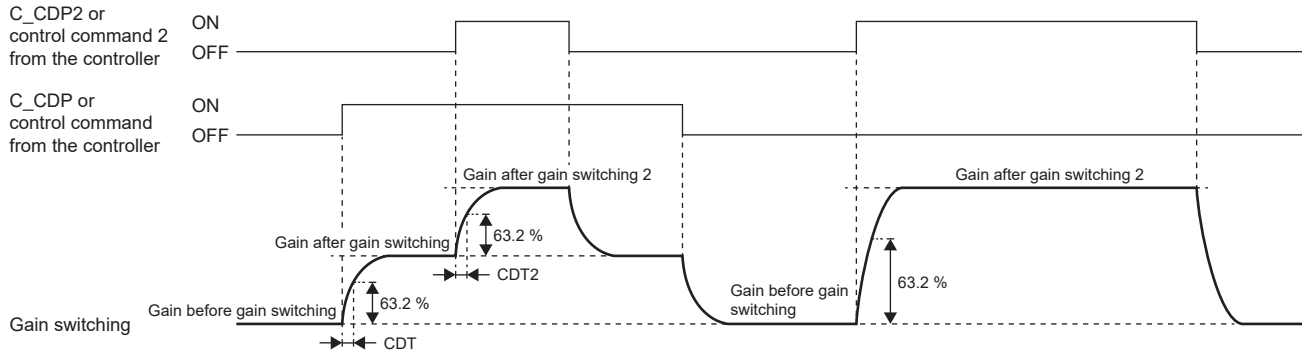 C_CDP2 or
control command 2
from the controller
ON
OFF
C_CDP or
control command
from the controller
ON
OFF
Gain after gain switching 2
Gain after gain switching 2
63.2 %
Gain after gain switching
CDT2
Gain before gain
switching
63.2 %
Gain before gain switching
63.2 %
Gain switching
CDT